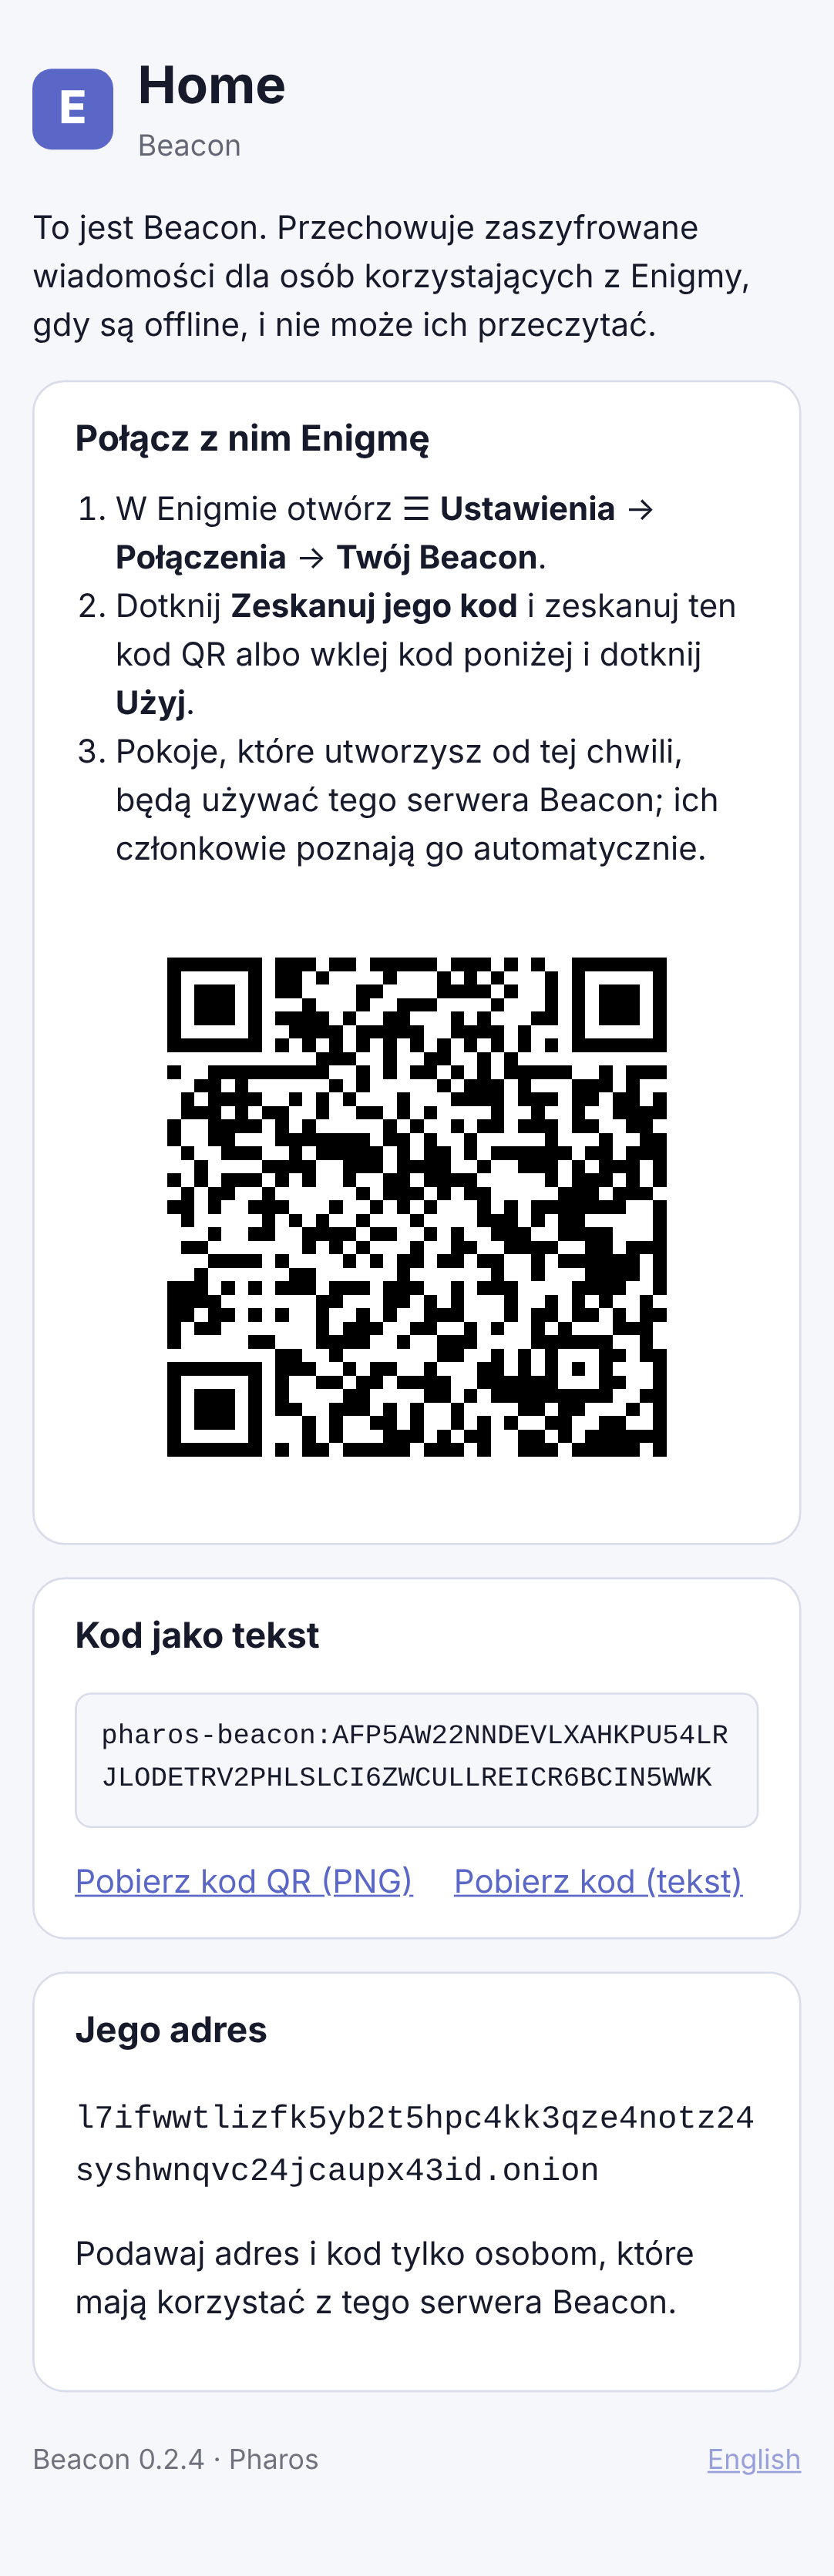 E
Home
Beacon
To jest Beacon. Przechowuje zaszyfrowane
wiadomości dla osób korzystających z Enigmy,
gdy są offline, i nie może ich przeczytać.
Połącz z nim Enigmę
1. W Enigmie otwórz ☰ Ustawienia →
Połączenia → Twój Beacon.
2. Dotknij Zeskanuj jego kod i zeskanuj ten
kod QR albo wklej kod poniżej i dotknij
Użyj.
3. Pokoje, które utworzysz od tej chwili,
będą używać tego serwera Beacon; ich
członkowie poznają go automatycznie.
Kod jako tekst
pharos-beacon:AFP5AW22NNDEVLXAHKPU54LR
JLODETRV2PHLSLCI6ZWCULLREICR6BCIN5WWK
Pobierz kod QR (PNG) Pobierz kod (tekst)
Jego adres
l7ifwwtlizfk5yb2t5hpc4kk3qze4notz24
syshwnqvc24jcaupx43id.onion
Podawaj adres i kod tylko osobom, które
mają korzystać z tego serwera Beacon.
Beacon 0.2.4 · Pharos English